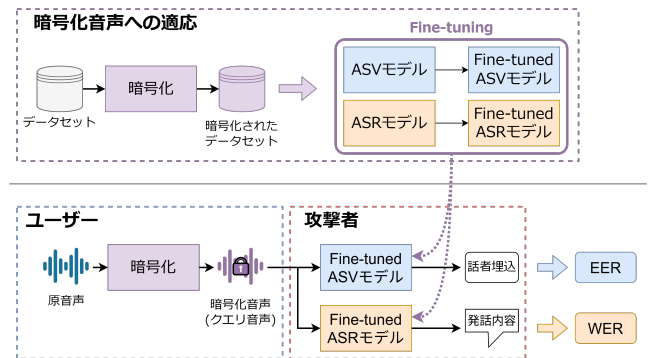 暗号化音声への適応
Fine-tuning
データセット
暗号化
暗号化された
データセット
ASVモデル
Fine-tuned
ASVモデル
ASRモデル
Fine-tuned
ASRモデル
ユーザー
原音声
暗号化
暗号化音声
(クエリ音声)
攻撃者
Fine-tuned
ASVモデル
話者埋込
EER
Fine-tuned
ASRモデル
発話内容
WER